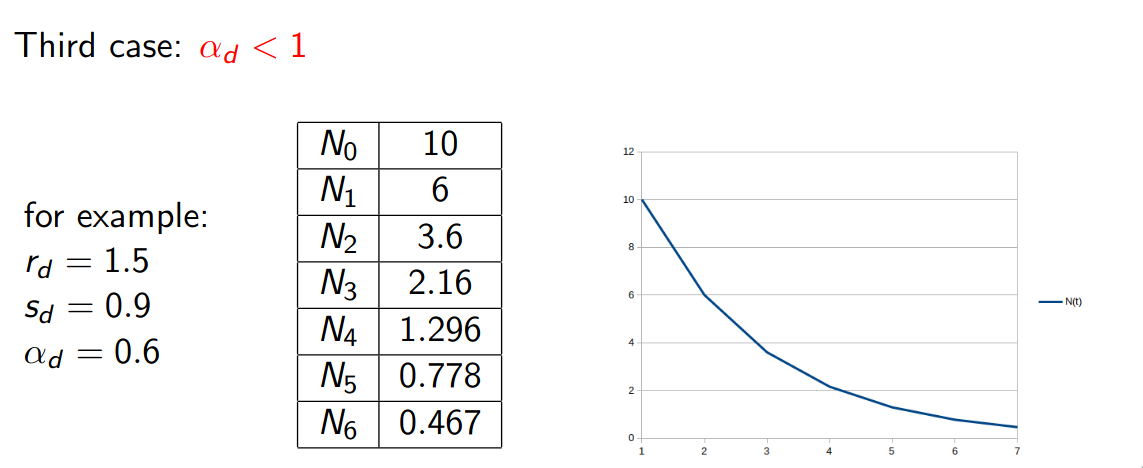 Third case: α_d < 1
for example:
r_d = 1.5
s_d = 0.9
α_d = 0.6
N_0 10
N_1 6
N_2 3.6
N_3 2.16
N_4 1.296
N_5 0.778
N_6 0.467
12
10
8
6
4
2
0
1 2 3 4 5 6 7
N(t)